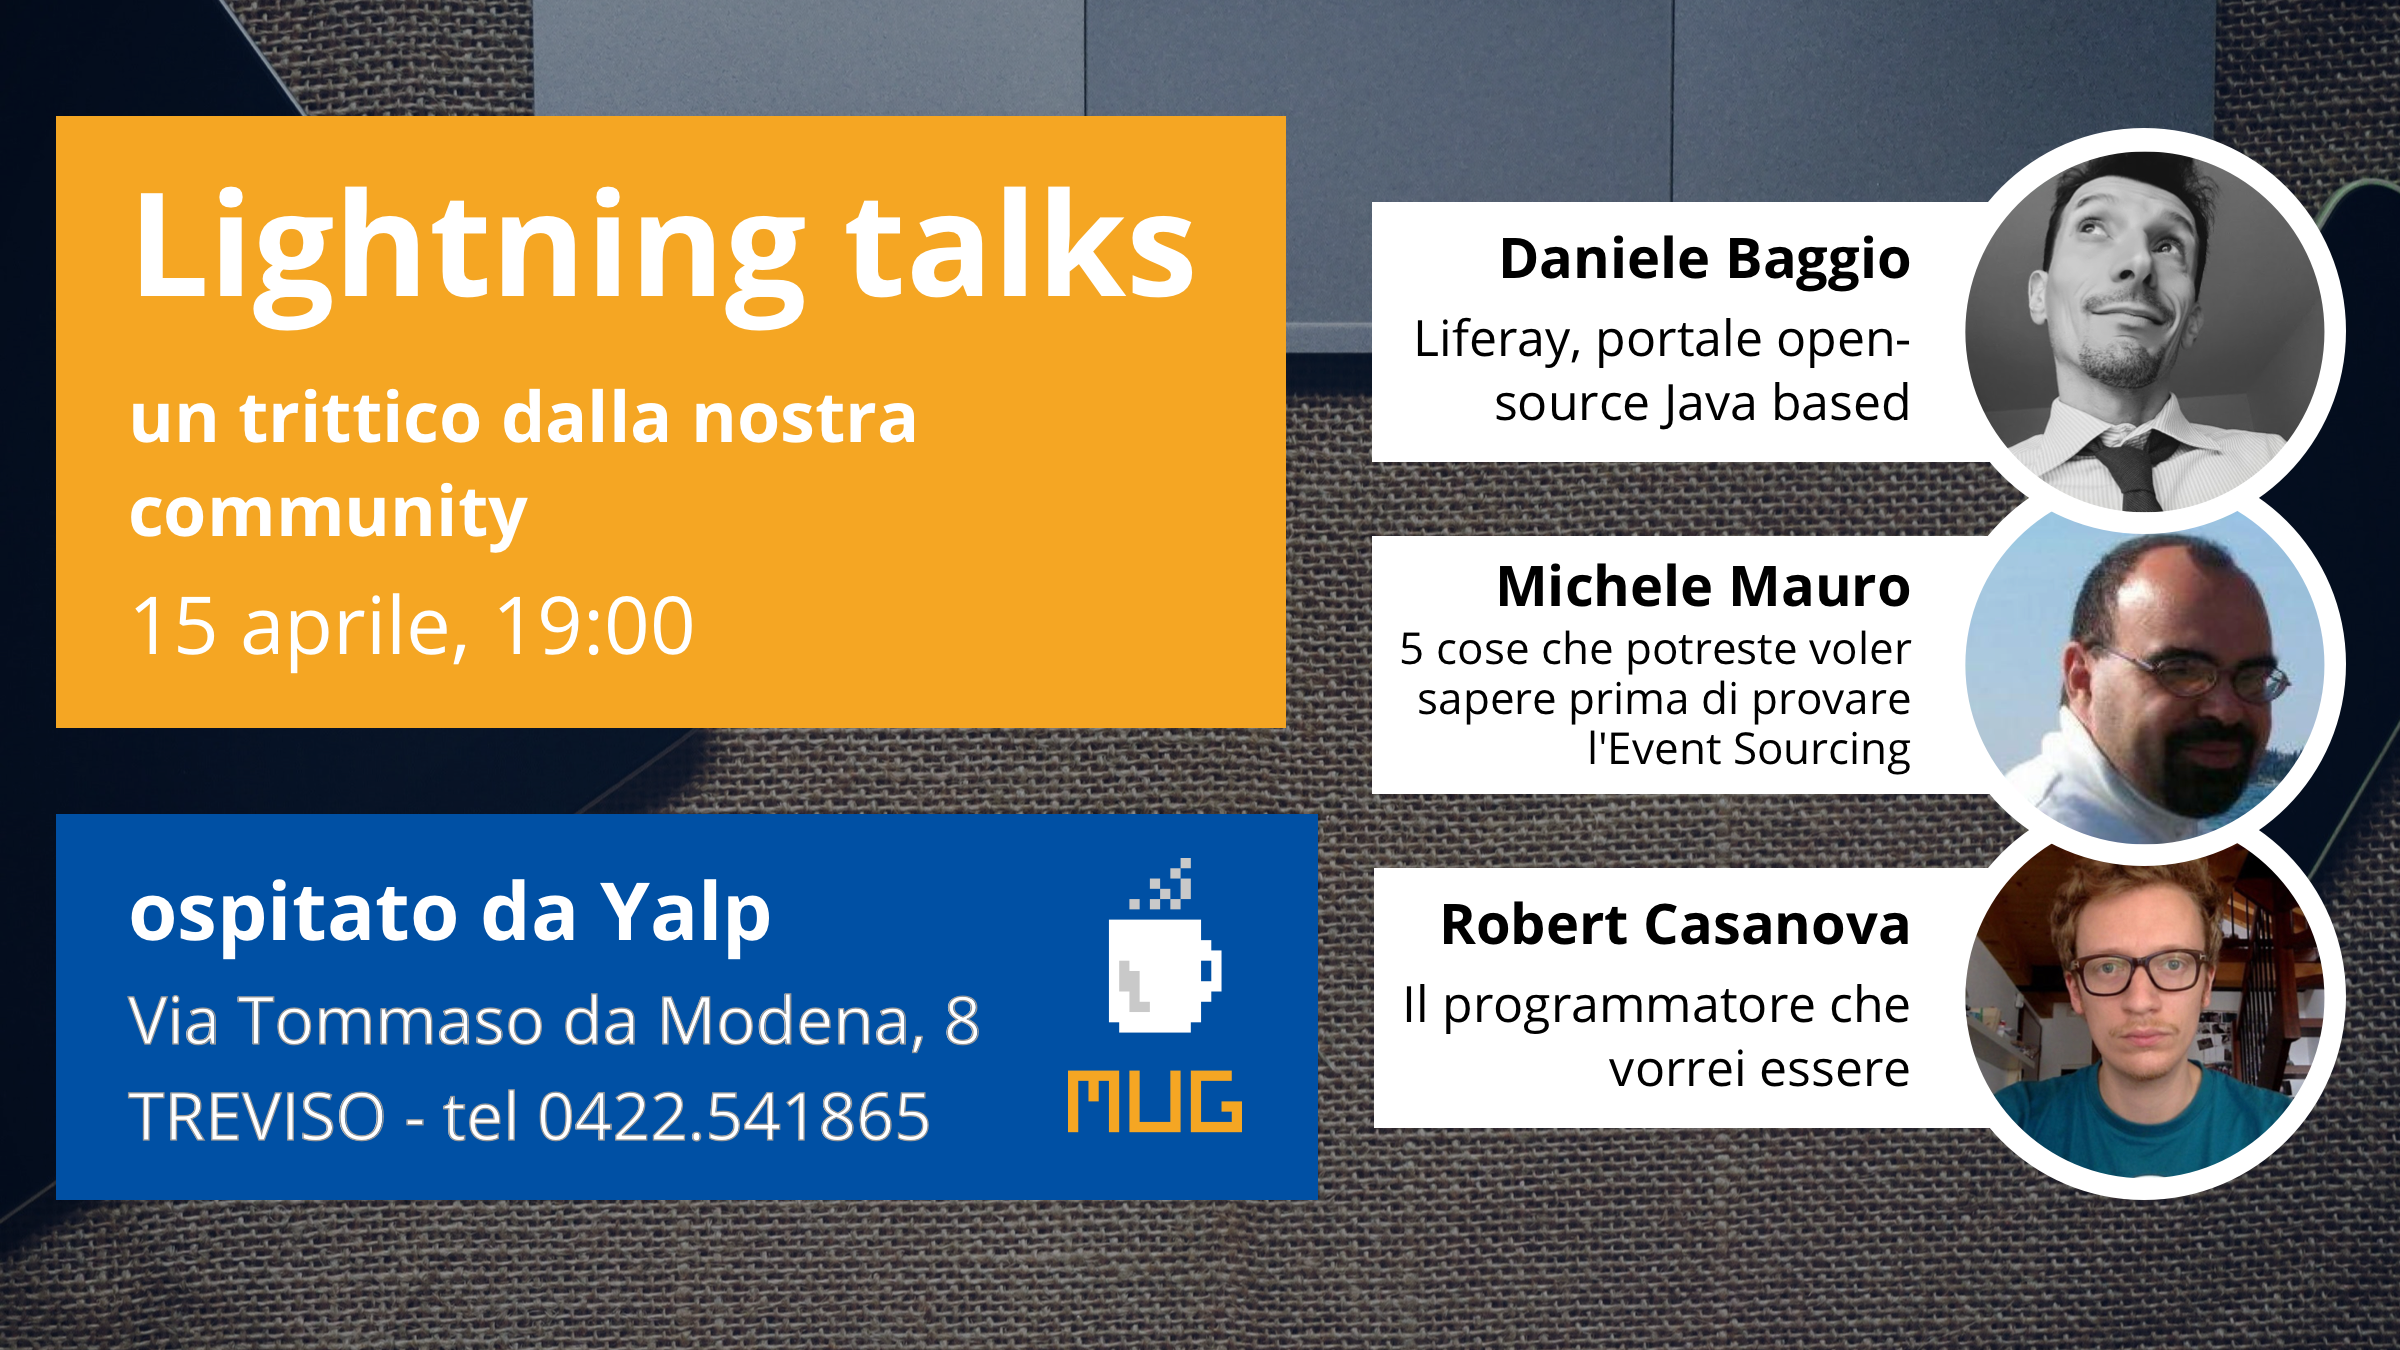 Lightning talks
un trittico dalla nostra
community
15 aprile, 19:00
ospitato da Yalp
Via Tommaso da Modena, 8
TREVISO - tel 0422.541865
MUG
Daniele Baggio
Liferay, portale open-
source Java based
Michele Mauro
5 cose che potreste voler
sapere prima di provare
l'Event Sourcing
Robert Casanova
Il programmatore che
vorrei essere